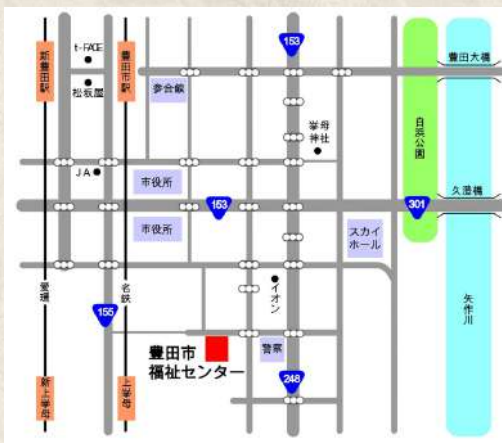 153
t-FACE
新豊田駅
豊田市駅
松坂屋
参合館
豊田大橋
挙母
神社
白浜公園
JA
市役所
久澄橋
153
301
市役所
スカイ
ホール
愛環
名鉄
155
イオン
矢作川
豊田市
福祉センター
警察
新上挙母
上挙母
248